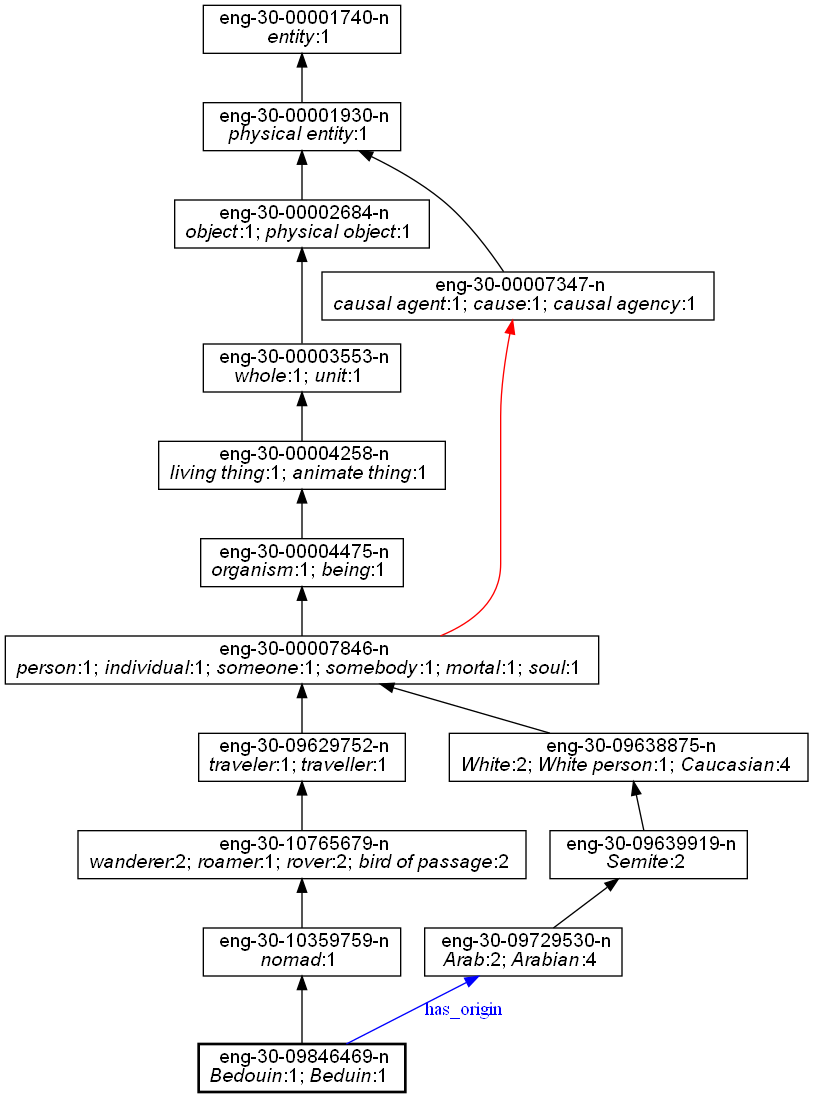 eng-30-00001740-n
entity:1
eng-30-00001930-n
physical entity:1
eng-30-00002684-n
object:1; physical object:1
eng-30-00007347-n
causal agent:1; cause:1; causal agency:1
eng-30-00003553-n
whole:1; unit:1
eng-30-00004258-n
living thing:1; animate thing:1
eng-30-00004475-n
organism:1; being:1
eng-30-00007846-n
person:1; individual:1; someone:1; somebody:1; mortal:1; soul:1
eng-30-09629752-n
traveler:1; traveller:1
eng-30-09638875-n
White:2; White person:1; Caucasian:4
eng-30-10765679-n
wanderer:2; roamer:1; rover:2; bird of passage:2
eng-30-09639919-n
Semite:2
eng-30-10359759-n
nomad:1
eng-30-09729530-n
Arab:2; Arabian:4
has_origin
eng-30-09846469-n
Bedouin:1; Beduin:1